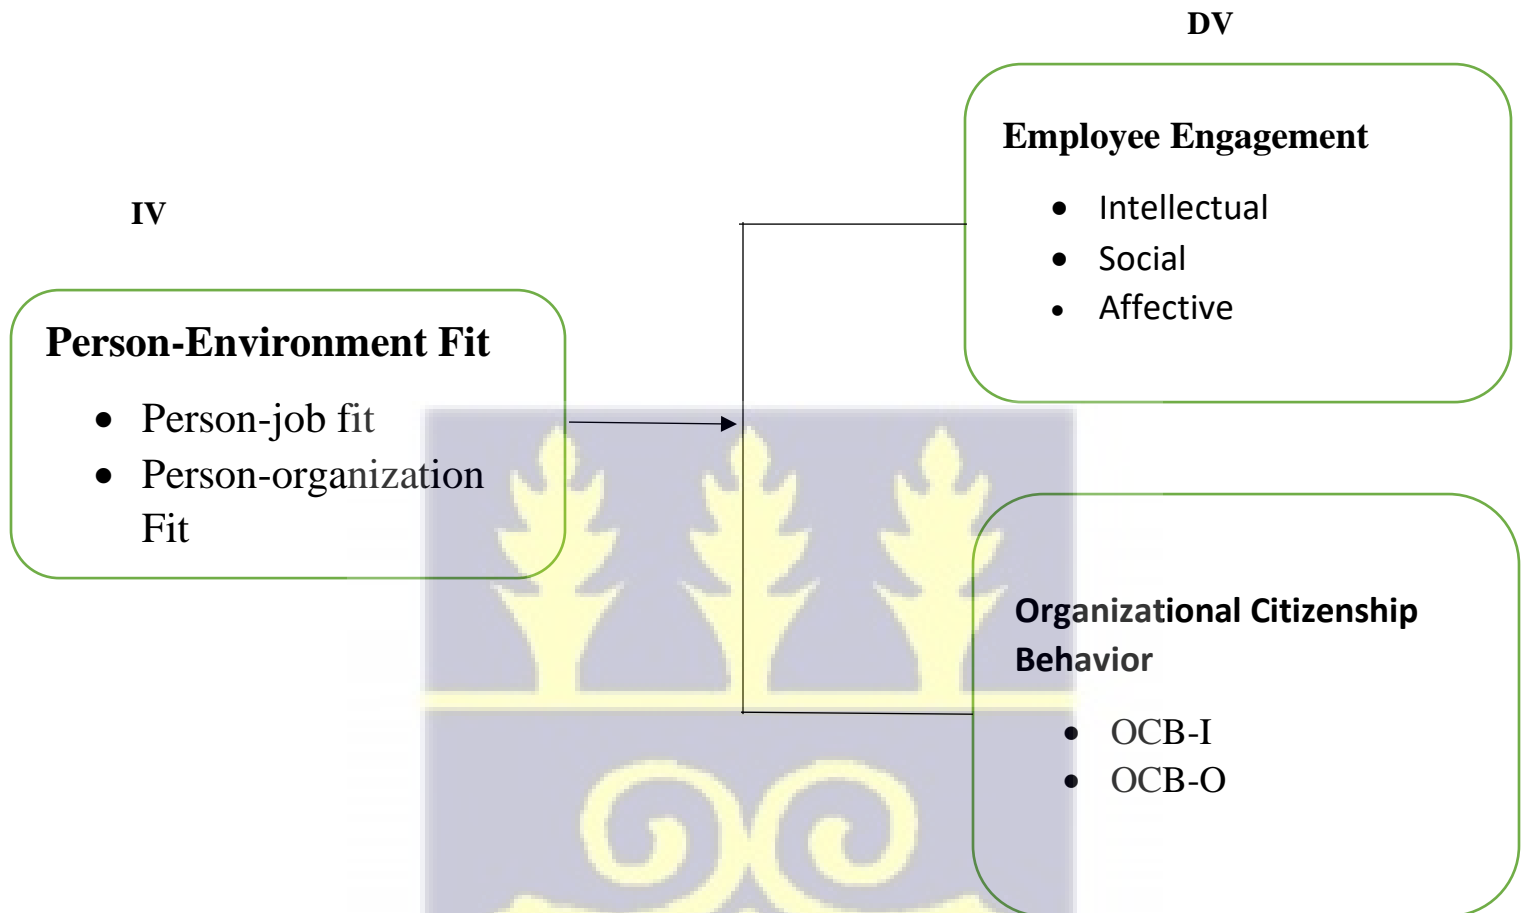 DV
Employee Engagement
• Intellectual
• Social
• Affective
IV
Person-Environment Fit
• Person-job fit
• Person-organization
Fit
Organizational Citizenship
Behavior
• OCB-I
• OCB-O